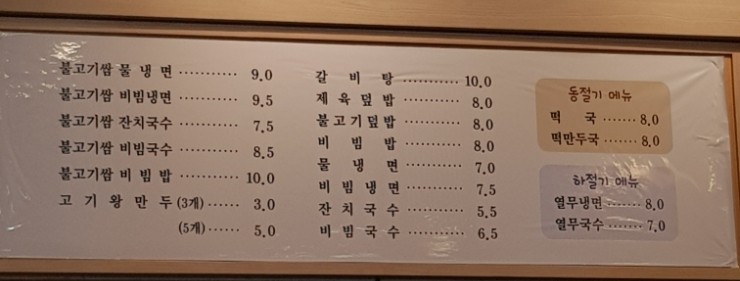 불고기쌈 물 냉 면 ··········· 9.0
불고기쌈 비빔냉면 ··········· 9.5
불고기쌈 잔치국수 ··········· 7.5
불고기쌈 비빔국수 ··········· 8.5
불고기쌈 비 빔 밥 ··········· 10.0
고 기 왕 만 두 (3개) ······ 3.0
(5개) ······ 5.0
갈 비 탕 ··········· 10.0
제 육 덮 밥 ··········· 8.0
불고기덮밥 ··········· 8.0
비 빔 밥 ··········· 8.0
물 냉 면 ··········· 7.0
비 빔 냉 면 ··········· 7.5
잔 치 국 수 ··········· 5.5
비 빔 국 수 ··········· 6.5
동절기 메뉴
떡 국 ······ 8.0
떡만두국 ······ 8.0
하절기 메뉴
열무냉면 ······· 8.0
열무국수 ······· 7.0